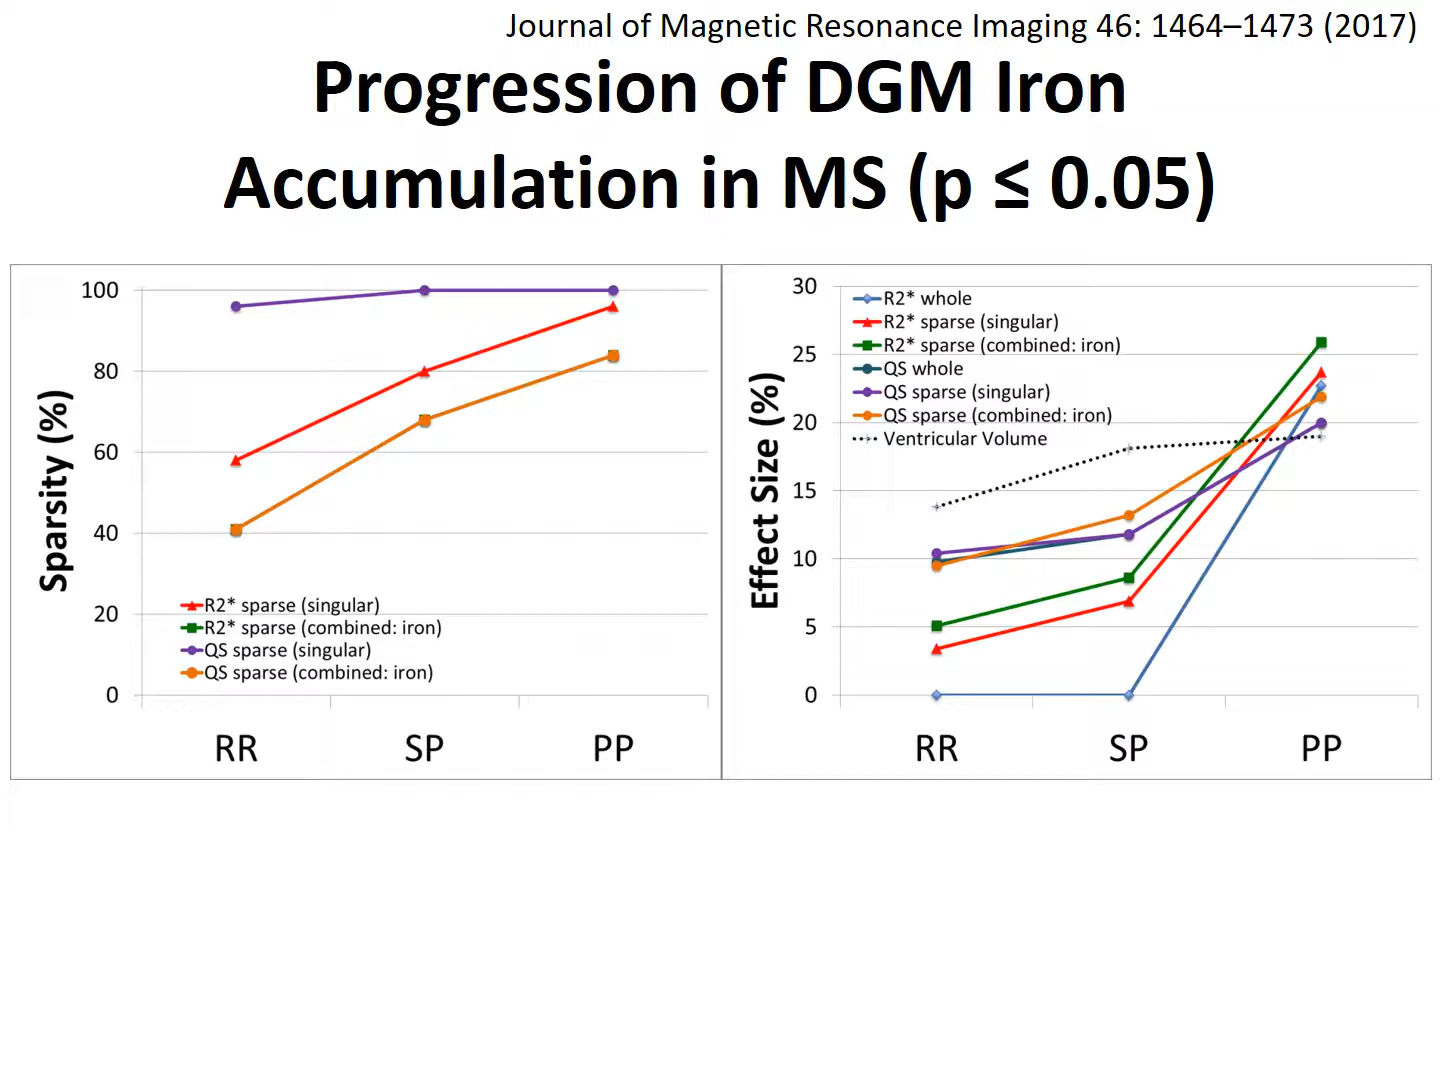 Journal of Magnetic Resonance Imaging 46: 1464–1473 (2017)
Progression of DGM Iron
Accumulation in MS (p ≤ 0.05)
Sparsity (%)
100
80
60
40
20
0
R2* sparse (singular)
R2* sparse (combined: iron)
QS sparse (singular)
QS sparse (combined: iron)
RR SP PP
Effect Size (%)
30
25
20
15
10
5
0
R2* whole
R2* sparse (singular)
R2* sparse (combined: iron)
QS whole
QS sparse (singular)
QS sparse (combined: iron)
Ventricular Volume
RR SP PP